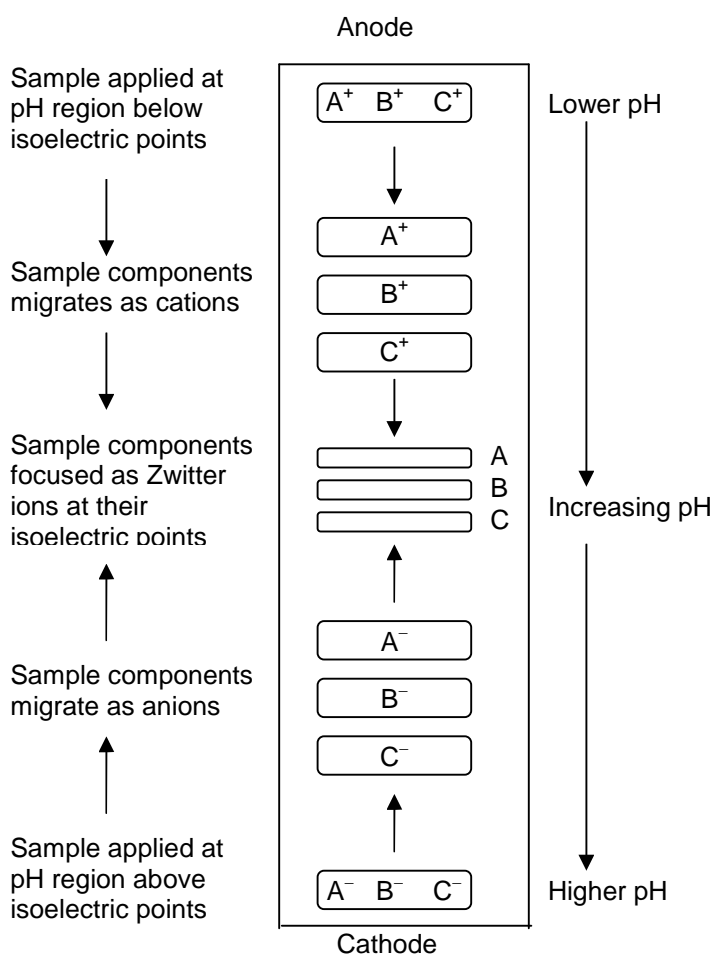 Anode
Sample applied at
pH region below
isoelectric points
A⁺ B⁺ C⁺
Lower pH
A⁺
Sample components
migrates as cations
B⁺
C⁺
Sample components
focused as Zwitter
ions at their
isoelectric points
A
B
C
Increasing pH
A⁻
Sample components
migrate as anions
B⁻
C⁻
Sample applied at
pH region above
isoelectric points
A⁻ B⁻ C⁻
Higher pH
Cathode